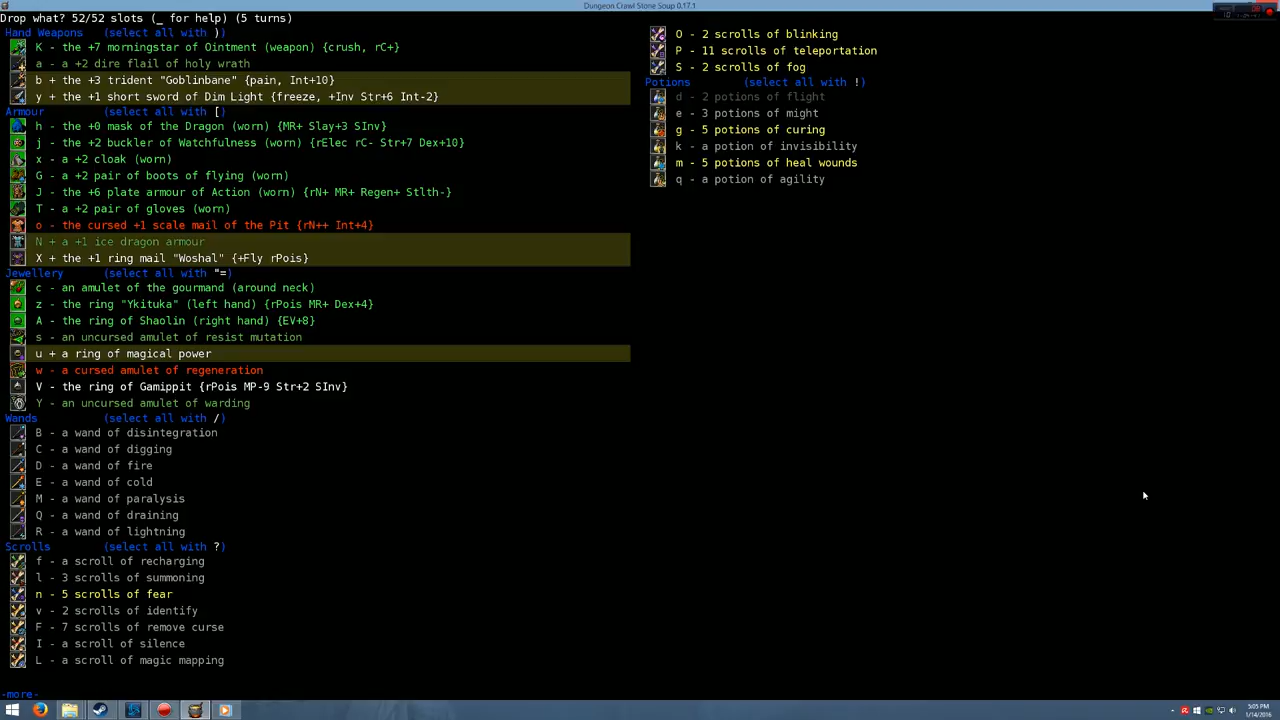 Dungeon Crawl Stone Soup 0.17.1
Drop what? 52/52 slots (_ for help) (5 turns)
Hand Weapons (select all with ))
K - the +7 morningstar of Ointment (weapon) {crush, rC+}
a - a +2 dire flail of holy wrath
b + the +3 trident "Goblinbane" {pain, Int+10}
y + the +1 short sword of Dim Light {freeze, +Inv Str+6 Int-2}
Armour (select all with [)
h - the +0 mask of the Dragon (worn) {MR+ Slay+3 SInv}
j - the +2 buckler of Watchfulness (worn) {rElec rC- Str+7 Dex+10}
x - a +2 cloak (worn)
G - a +2 pair of boots of flying (worn)
J - the +6 plate armour of Action (worn) {rN+ MR+ Regen+ Stlth-}
T - a +2 pair of gloves (worn)
o - the cursed +1 scale mail of the Pit {rN++ Int+4}
N + a +1 ice dragon armour
X + the +1 ring mail "Woshal" {+Fly rPois}
Jewellery (select all with "=)
c - an amulet of the gourmand (around neck)
z - the ring "Ykituka" (left hand) {rPois MR+ Dex+4}
A - the ring of Shaolin (right hand) {EV+8}
s - an uncursed amulet of resist mutation
u + a ring of magical power
w - a cursed amulet of regeneration
V - the ring of Gamippit {rPois MP-9 Str+2 SInv}
Y - an uncursed amulet of warding
Wands (select all with /)
B - a wand of disintegration
C - a wand of digging
D - a wand of fire
E - a wand of cold
M - a wand of paralysis
Q - a wand of draining
R - a wand of lightning
Scrolls (select all with ?)
f - a scroll of recharging
l - 3 scrolls of summoning
n - 5 scrolls of fear
v - 2 scrolls of identify
F - 7 scrolls of remove curse
I - a scroll of silence
L - a scroll of magic mapping
O - 2 scrolls of blinking
P - 11 scrolls of teleportation
S - 2 scrolls of fog
Potions (select all with !)
d - 2 potions of flight
e - 3 potions of might
g - 5 potions of curing
k - a potion of invisibility
m - 5 potions of heal wounds
q - a potion of agility
-more-
5:05 PM
1/14/2016